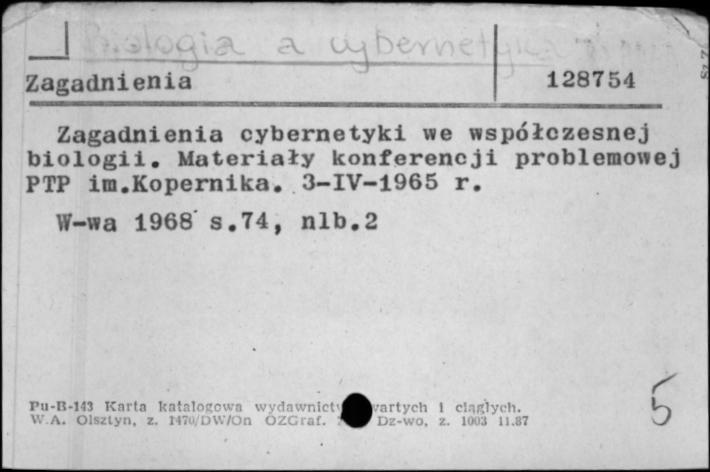 Biologia a cybernetyka
Zagadnienia 128754
Zagadnienia cybernetyki we współczesnej
biologii. Materiały konferencji problemowej
PTP im.Kopernika. 3-IV-1965 r.
W-wa 1968 s.74, nlb.2
Pu-B-143 Karta katalogowa wydawnictw zwartych i ciągłych.
W.A. Olsztyn, z. 1470/DW/On OZGraf. Dz-wo, z. 1003 11.87
5